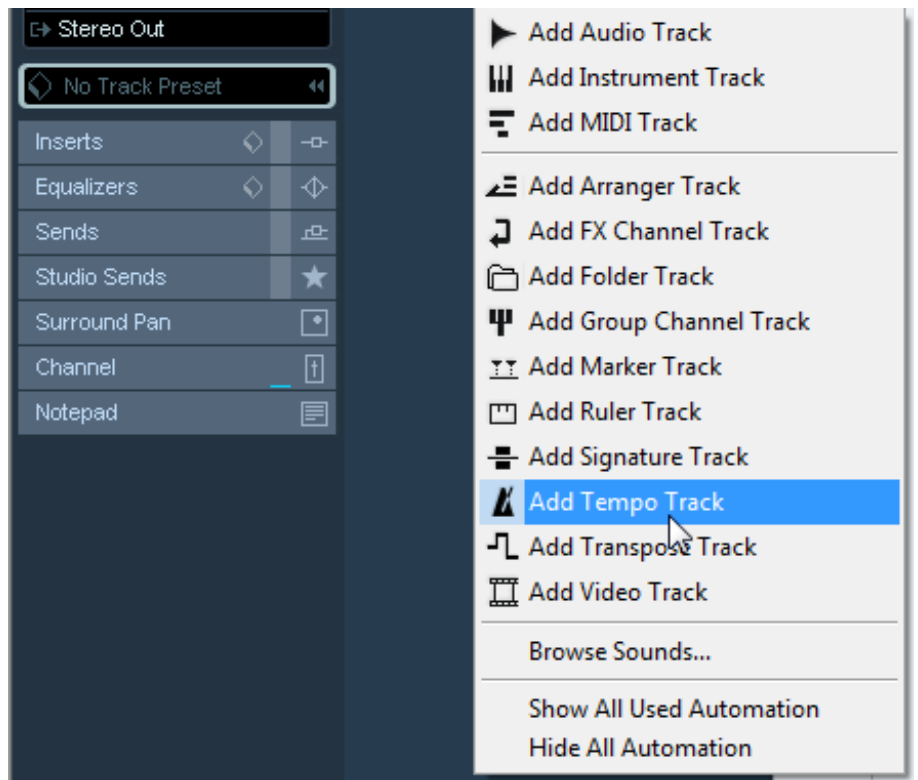 Stereo Out
No Track Preset
Inserts
Equalizers
Sends
Studio Sends
Surround Pan
Channel
Notepad
Add Audio Track
Add Instrument Track
Add MIDI Track
Add Arranger Track
Add FX Channel Track
Add Folder Track
Add Group Channel Track
Add Marker Track
Add Ruler Track
Add Signature Track
Add Tempo Track
Add Transpose Track
Add Video Track
Browse Sounds...
Show All Used Automation
Hide All Automation